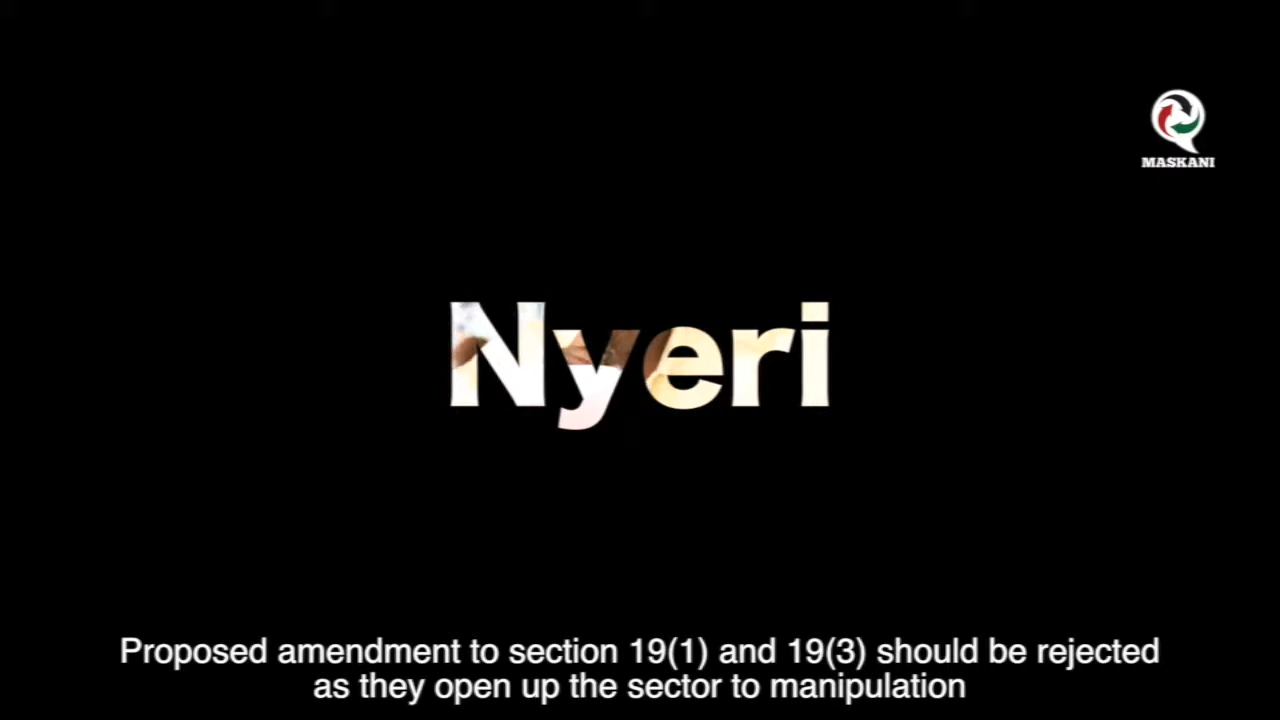 MASKANI
Nyeri
Proposed amendment to section 19(1) and 19(3) should be rejected
as they open up the sector to manipulation